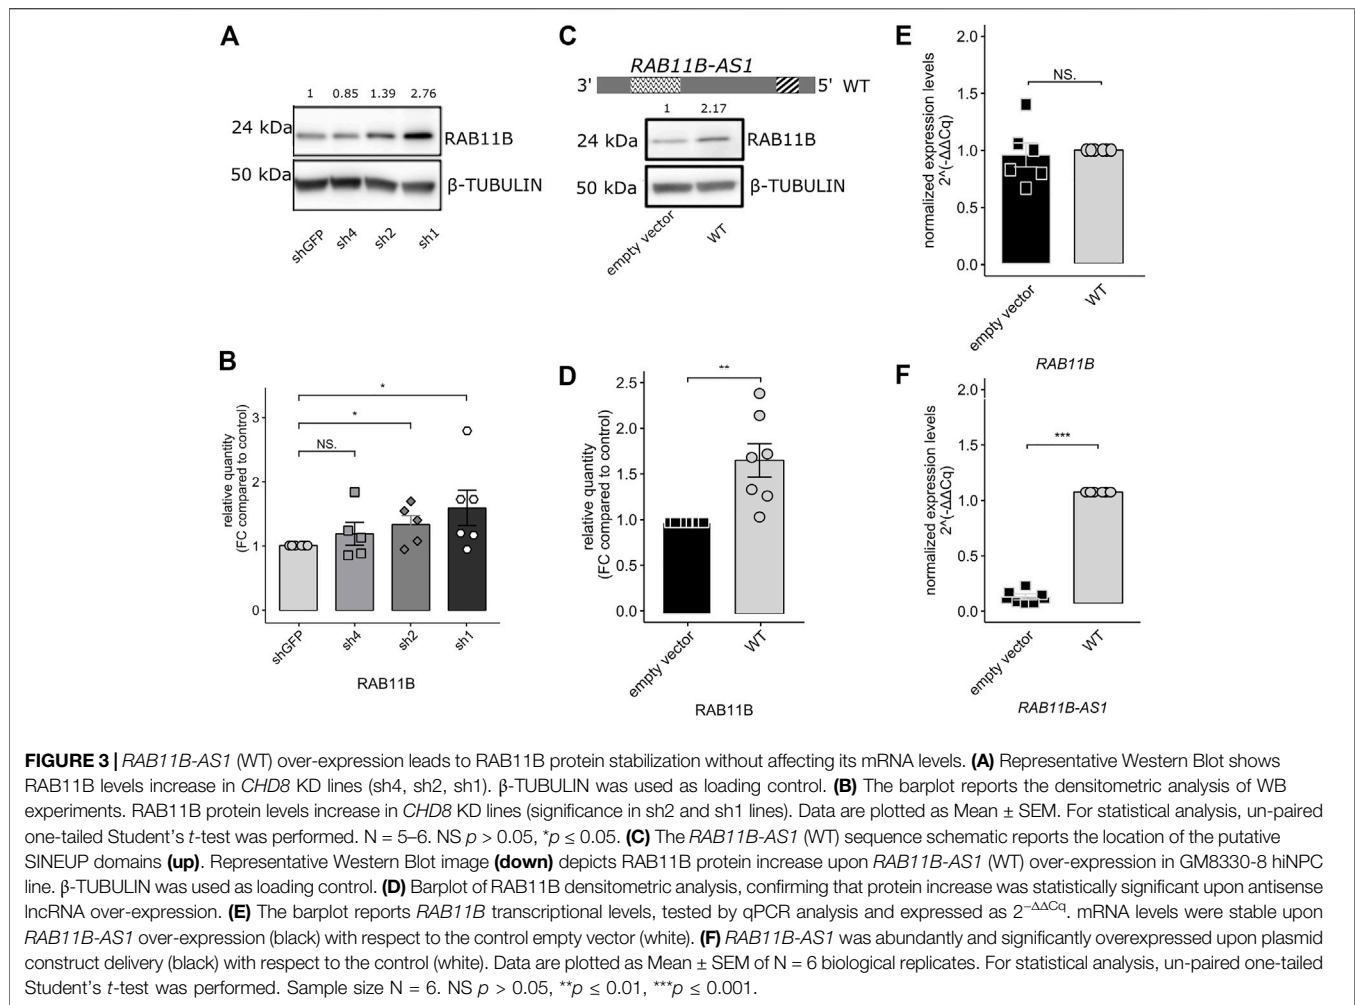 A
1 0.85 1.39 2.76
24 kDa
RAB11B
50 kDa
β-TUBULIN
shGFP
sh4
sh2
sh1
B
relative quantity
(FC compared to control)
3
2
1
0
*
*
NS.
shGFP
sh4
sh2
sh1
RAB11B
C
RAB11B-AS1
3' 5' WT
1 2.17
24 kDa
RAB11B
50 kDa
β-TUBULIN
empty vector
WT
D
relative quantity
(FC compared to control)
2.5
2.0
1.5
1.0
0.5
0.0
**
empty vector
WT
RAB11B
E
normalized expression levels
2^(-ΔΔCq)
2.0
1.5
1.0
0.5
0.0
NS.
empty vector
WT
RAB11B
F
normalized expression levels
2^(-ΔΔCq)
2.0
1.5
1.0
0.5
0.0
***
empty vector
WT
RAB11B-AS1
FIGURE 3 | RAB11B-AS1 (WT) over-expression leads to RAB11B protein stabilization without affecting its mRNA levels. (A) Representative Western Blot shows
RAB11B levels increase in CHD8 KD lines (sh4, sh2, sh1). β-TUBULIN was used as loading control. (B) The barplot reports the densitometric analysis of WB
experiments. RAB11B protein levels increase in CHD8 KD lines (significance in sh2 and sh1 lines). Data are plotted as Mean ± SEM. For statistical analysis, un-paired
one-tailed Student's t-test was performed. N = 5–6. NS p > 0.05, *p ≤ 0.05. (C) The RAB11B-AS1 (WT) sequence schematic reports the location of the putative
SINEUP domains (up). Representative Western Blot image (down) depicts RAB11B protein increase upon RAB11B-AS1 (WT) over-expression in GM8330-8 hiNPC
line. β-TUBULIN was used as loading control. (D) Barplot of RAB11B densitometric analysis, confirming that protein increase was statistically significant upon antisense
lncRNA over-expression. (E) The barplot reports RAB11B transcriptional levels, tested by qPCR analysis and expressed as 2−ΔΔCq. mRNA levels were stable upon
RAB11B-AS1 over-expression (black) with respect to the control empty vector (white). (F) RAB11B-AS1 was abundantly and significantly overexpressed upon plasmid
construct delivery (black) with respect to the control (white). Data are plotted as Mean ± SEM of N = 6 biological replicates. For statistical analysis, un-paired one-tailed
Student's t-test was performed. Sample size N = 6. NS p > 0.05, **p ≤ 0.01, ***p ≤ 0.001.